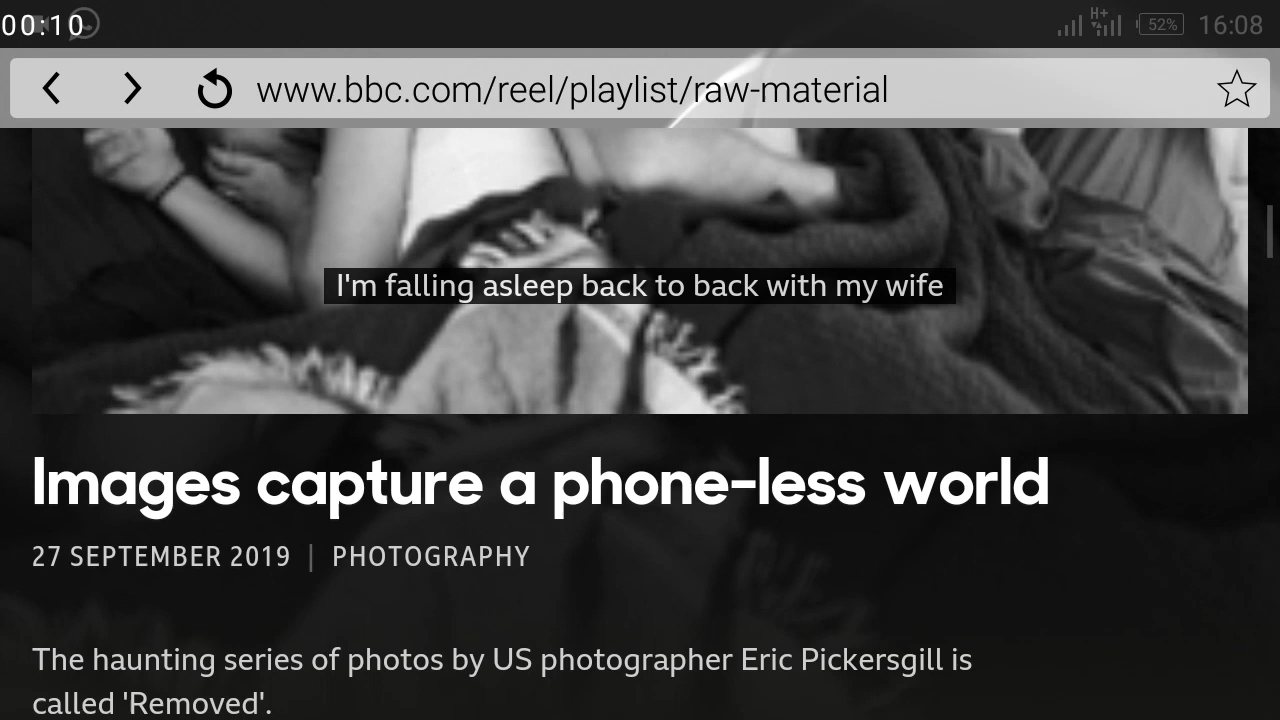 00:10 H+ 52% 16:08
www.bbc.com/reel/playlist/raw-material
I'm falling asleep back to back with my wife
Images capture a phone-less world
27 SEPTEMBER 2019 | PHOTOGRAPHY
The haunting series of photos by US photographer Eric Pickersgill is
called 'Removed'.